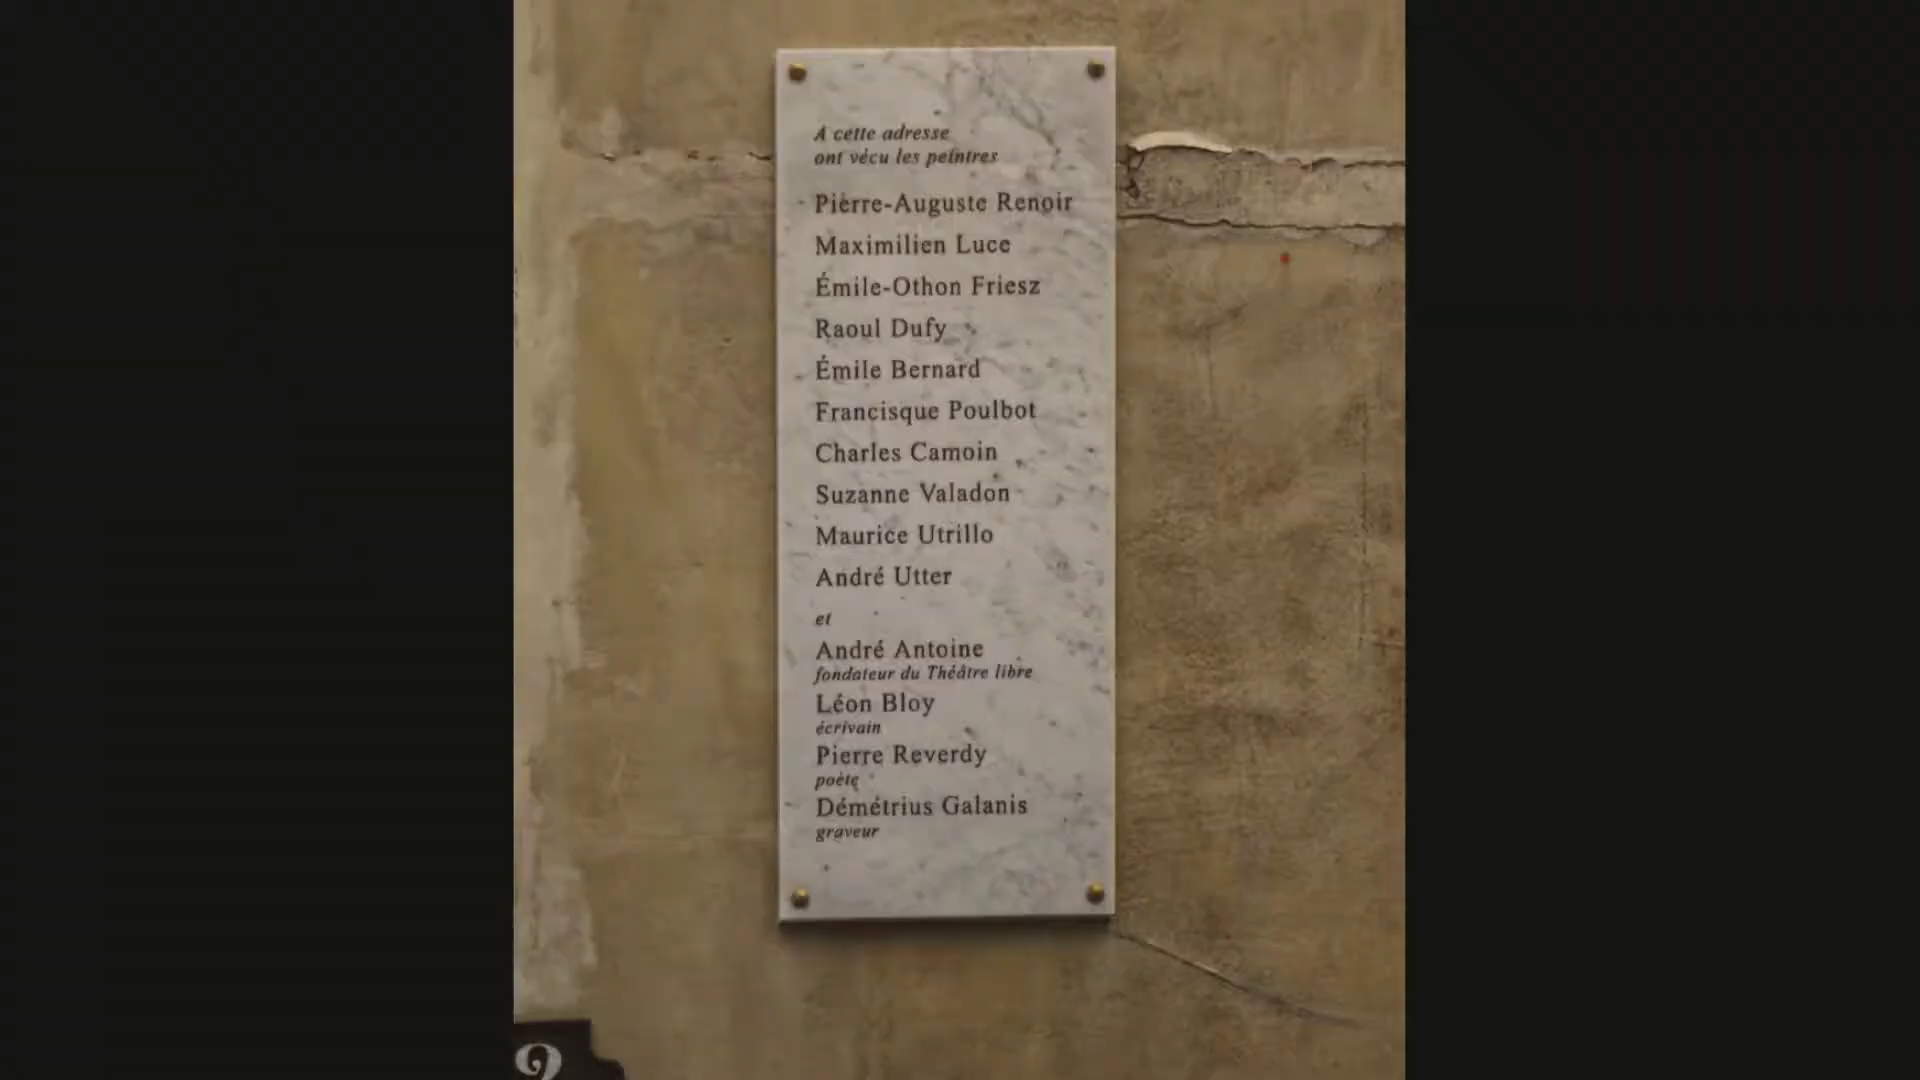 A cette adresse
ont vécu les peintres
Pierre-Auguste Renoir
Maximilien Luce
Émile-Othon Friesz
Raoul Dufy
Émile Bernard
Francisque Poulbot
Charles Camoin
Suzanne Valadon
Maurice Utrillo
André Utter
et
André Antoine
fondateur du Théâtre libre
Léon Bloy
écrivain
Pierre Reverdy
poète
Démétrius Galanis
graveur
9